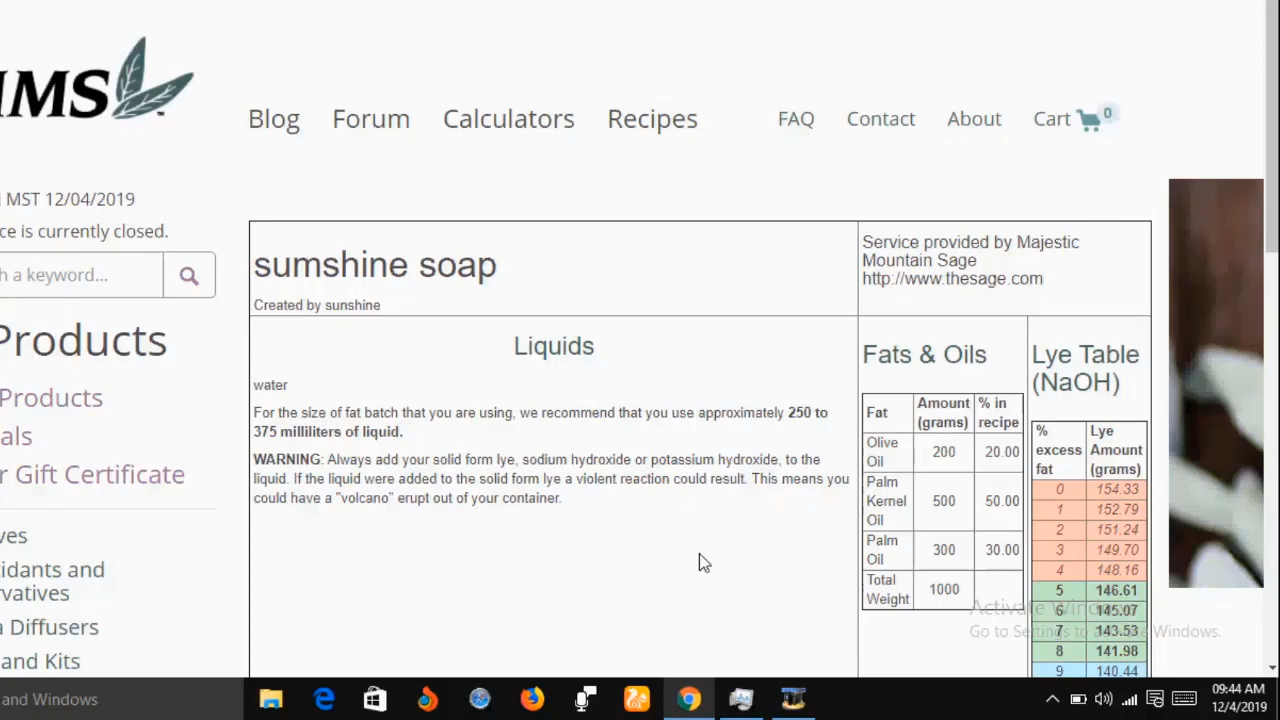 MMS
Blog Forum Calculators Recipes FAQ Contact About Cart 0
MST 12/04/2019
ce is currently closed.
h a keyword...
Products
Products
als
r Gift Certificate
ves
idants and
rvatives
Diffusers
and Kits
sumshine soap
Created by sunshine
Service provided by Majestic
Mountain Sage
http://www.thesage.com
Liquids
water
For the size of fat batch that you are using, we recommend that you use approximately 250 to
375 milliliters of liquid.
WARNING: Always add your solid form lye, sodium hydroxide or potassium hydroxide, to the
liquid. If the liquid were added to the solid form lye a violent reaction could result. This means you
could have a "volcano" erupt out of your container.
Fats & Oils
Fat Amount (grams) % in recipe
Olive Oil 200 20.00
Palm Kernel Oil 500 50.00
Palm Oil 300 30.00
Total Weight 1000
Lye Table
(NaOH)
% excess fat Lye Amount (grams)
0 154.33
1 152.79
2 151.24
3 149.70
4 148.16
5 146.61
6 145.07
7 143.53
8 141.98
9 140.44
Activate Windows
Go to Settings to activate Windows.
and Windows
09:44 AM
12/4/2019